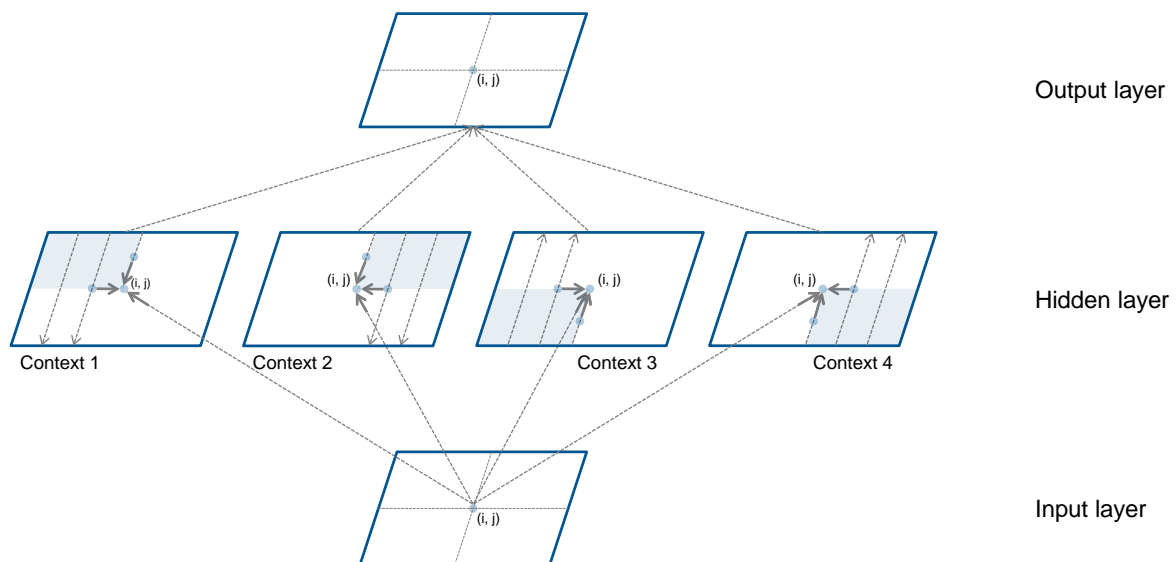 (i, j)
Output layer
(i, j)
(i, j)
(i, j)
(i, j)
Hidden layer
Context 1
Context 2
Context 3
Context 4
(i, j)
Input layer